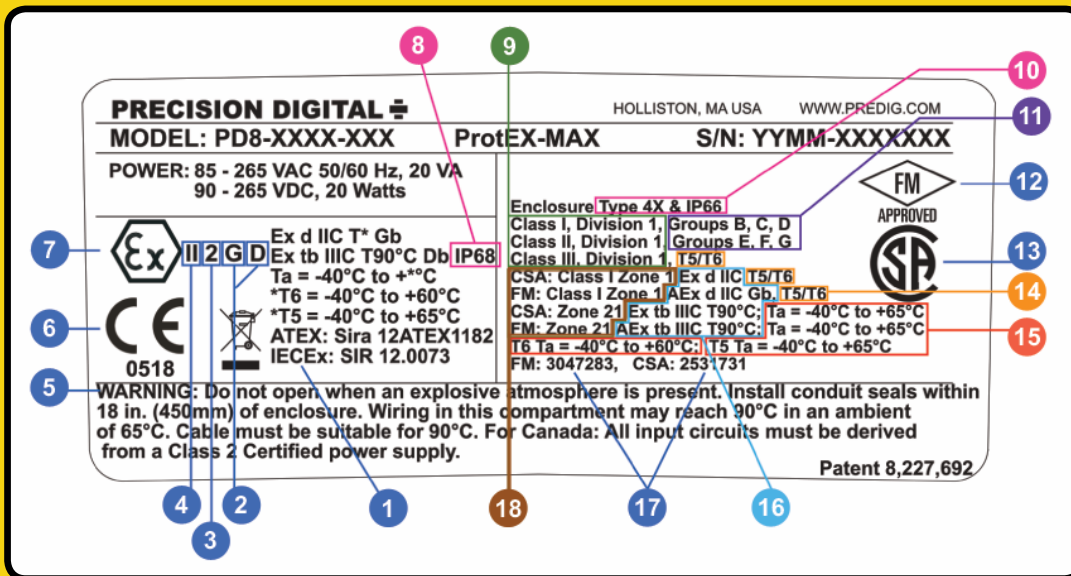 8
9
10
11
PRECISION DIGITAL
HOLLISTON, MA USA WWW.PREDIG.COM
MODEL: PD8-XXXX-XXX ProtEX-MAX S/N: YYMM-XXXXXXX
POWER: 85 - 265 VAC 50/60 Hz, 20 VA
90 - 265 VDC, 20 Watts
7
Ex
II 2 G D
Ex d IIC T* Gb
Ex tb IIIC T90°C Db IP68
Ta = -40°C to +*°C
*T6 = -40°C to +60°C
*T5 = -40°C to +65°C
ATEX: Sira 12ATEX1182
IECEx: SIR 12.0073
6
CE
0518
Enclosure Type 4X & IP66
Class I, Division 1, Groups B, C, D
Class II, Division 1, Groups E, F, G
Class III, Division 1, T5/T6
CSA: Class I Zone 1 Ex d IIC T5/T6
FM: Class I Zone 1 AEx d IIC Gb, T5/T6
CSA: Zone 21 Ex tb IIIC T90°C; Ta = -40°C to +65°C
FM: Zone 21 AEx tb IIIC T90°C; Ta = -40°C to +65°C
T6 Ta = -40°C to +60°C; T5 Ta = -40°C to +65°C
FM: 3047283, CSA: 2531731
FM
APPROVED
12
SA
13
14
15
5
WARNING: Do not open when an explosive atmosphere is present. Install conduit seals within
18 in. (450mm) of enclosure. Wiring in this compartment may reach 90°C in an ambient
of 65°C. Cable must be suitable for 90°C. For Canada: All input circuits must be derived
from a Class 2 Certified power supply.
Patent 8,227,692
4
3
2
1
18
17
16